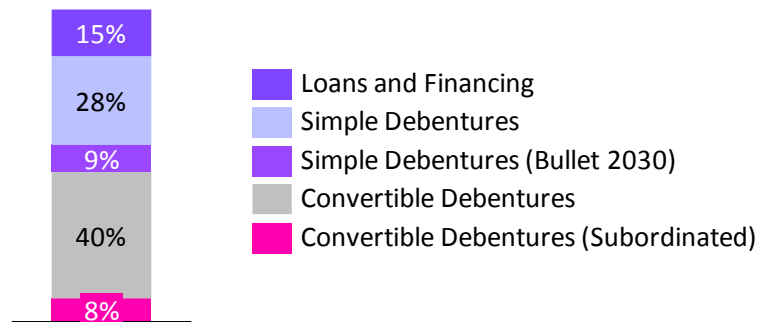 15%
28%
9%
40%
8%
Loans and Financing
Simple Debentures
Simple Debentures (Bullet 2030)
Convertible Debentures
Convertible Debentures (Subordinated)